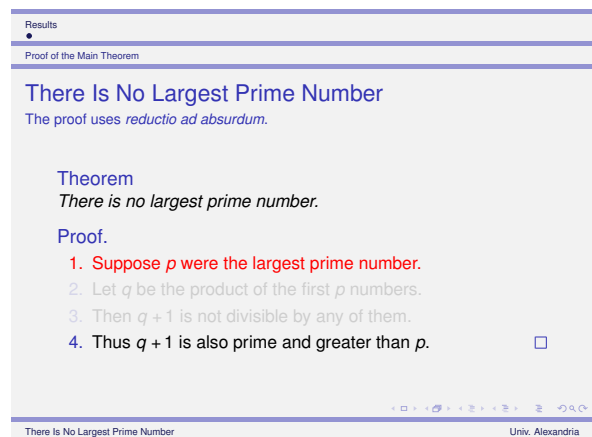 Results
Proof of the Main Theorem
There Is No Largest Prime Number
The proof uses reductio ad absurdum.
Theorem
There is no largest prime number.
Proof.
1. Suppose p were the largest prime number.
2. Let q be the product of the first p numbers.
3. Then q + 1 is not divisible by any of them.
4. Thus q + 1 is also prime and greater than p. □
There Is No Largest Prime Number Univ. Alexandria